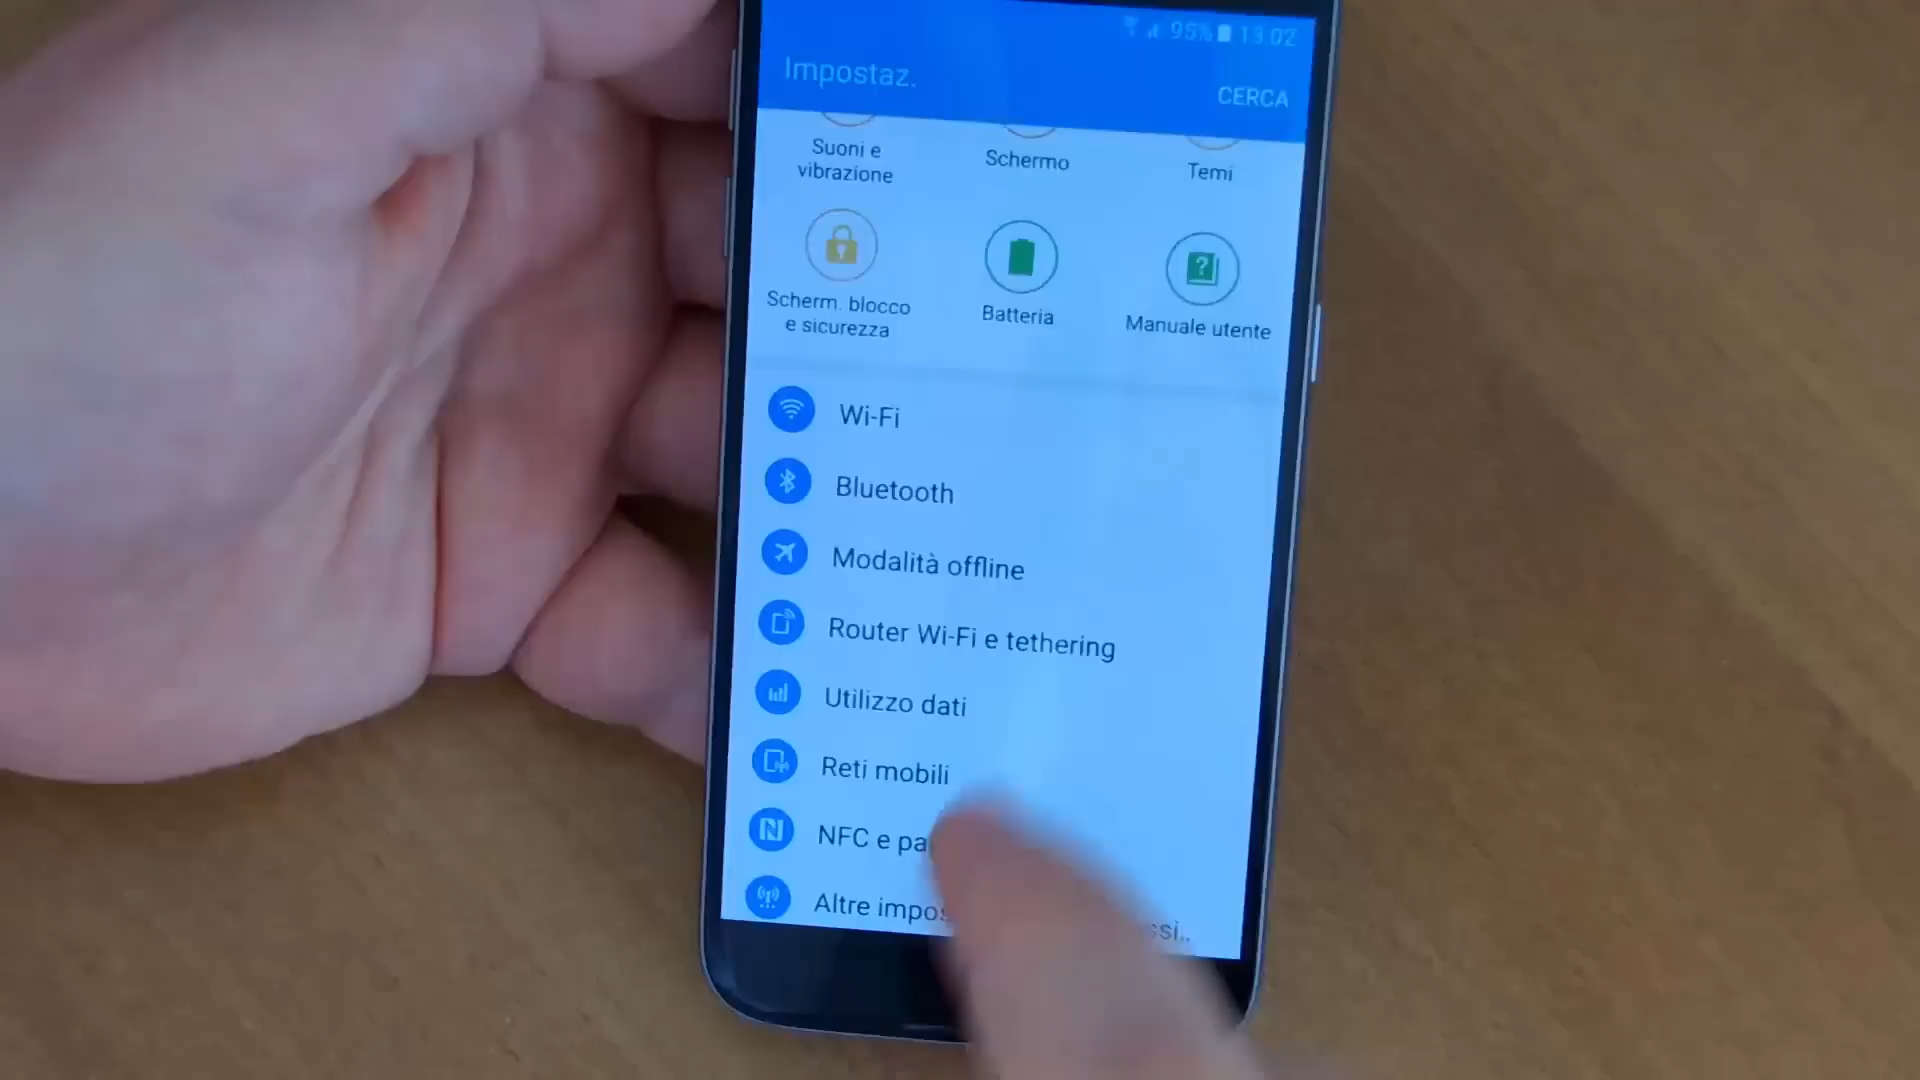 95% 13:02
Impostaz.
CERCA
Suoni e
vibrazione
Schermo
Temi
Scherm. blocco
e sicurezza
Batteria
Manuale utente
Wi-Fi
Bluetooth
Modalità offline
Router Wi-Fi e tethering
Utilizzo dati
Reti mobili
NFC e pa
Altre impos
ssi..